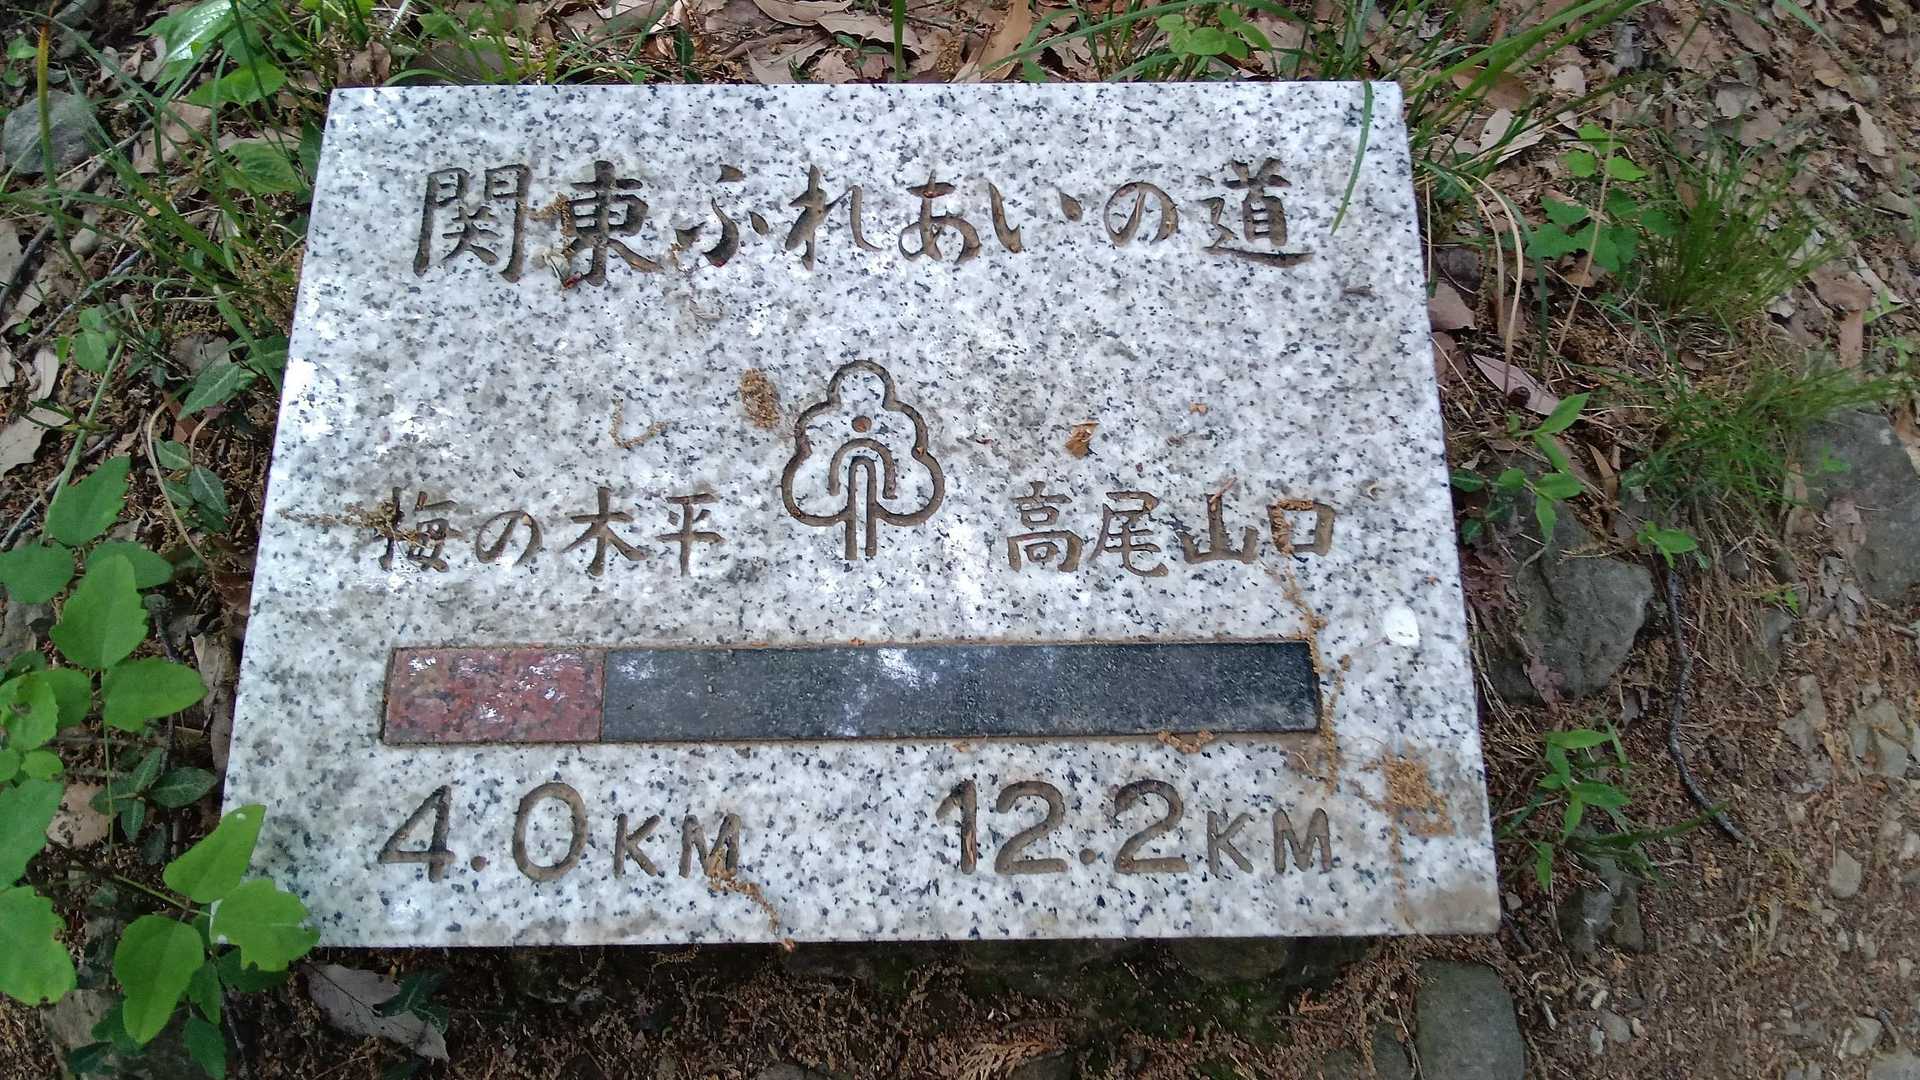 関東ふれあいの道
梅の木平 高尾山口
4.0KM 12.2KM